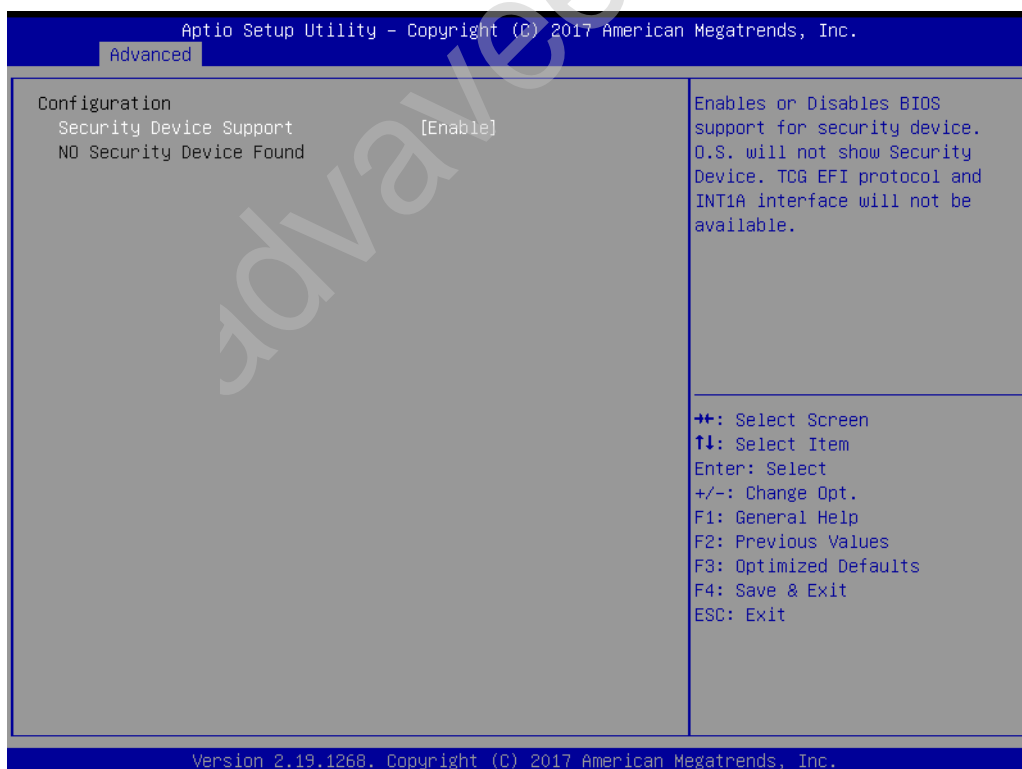 Aptio Setup Utility – Copyright (C) 2017 American Megatrends, Inc.
Advanced
Configuration
Security Device Support [Enable]
NO Security Device Found
Enables or Disables BIOS
support for security device.
O.S. will not show Security
Device. TCG EFI protocol and
INT1A interface will not be
available.
→←: Select Screen
↑↓: Select Item
Enter: Select
+/-: Change Opt.
F1: General Help
F2: Previous Values
F3: Optimized Defaults
F4: Save & Exit
ESC: Exit
Version 2.19.1268. Copyright (C) 2017 American Megatrends, Inc.
advavee